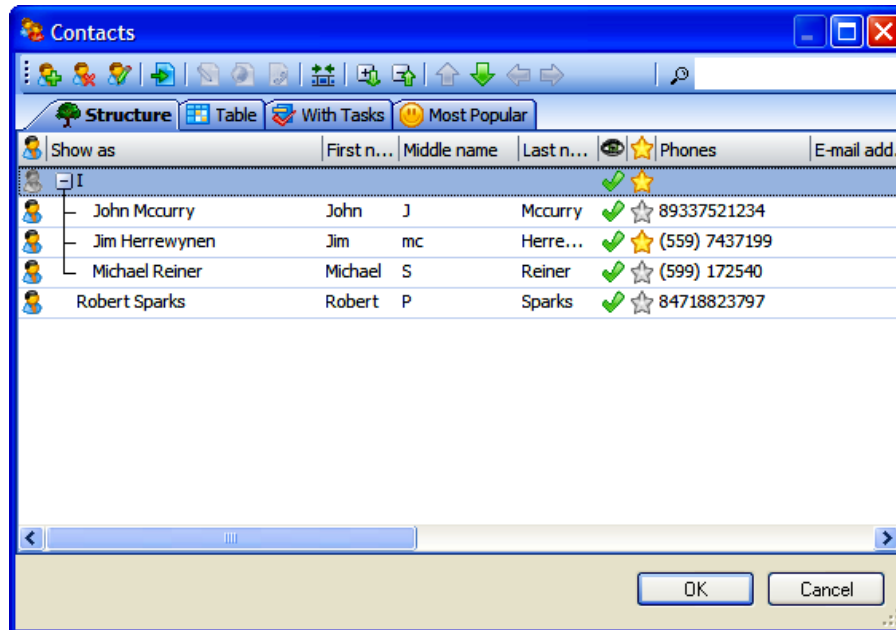 Contacts
Structure Table With Tasks Most Popular
Show as First n... Middle name Last n... Phones E-mail add.
I
John Mccurry John J Mccurry 89337521234
Jim Herrewynen Jim mc Herre... (559) 7437199
Michael Reiner Michael S Reiner (599) 172540
Robert Sparks Robert P Sparks 84718823797
OK Cancel